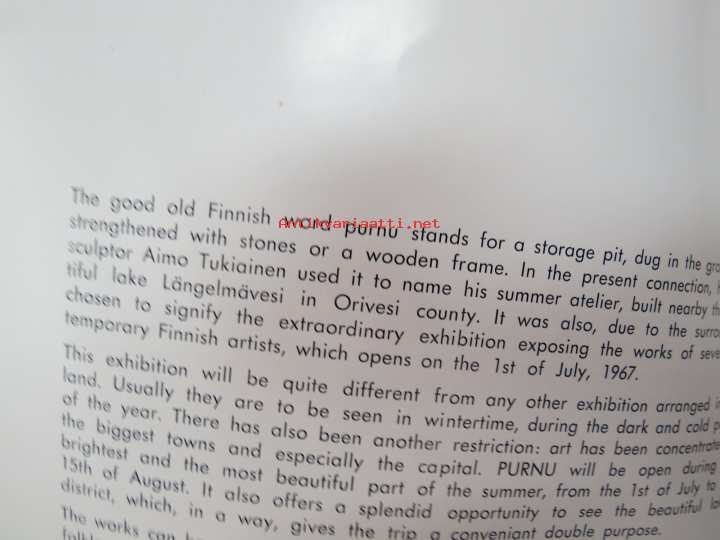 The good old Finnish word purnu stands for a storage pit, dug in the
strengthened with stones or a wooden frame. In the present connection,
sculptor Aimo Tukiainen used it to name his summer atelier, built nearby
tiful lake Längelmävesi in Orivesi county. It was also, due to the
chosen to signify the extraordinary exhibition exposing the works of
temporary Finnish artists, which opens on the 1st of July, 1967.
This exhibition will be quite different from any other exhibition arranged
land. Usually they are to be seen in wintertime, during the dark and cold
of the year. There has also been another restriction: art has been
the biggest towns and especially the capital. PURNU will be open during
brightest and the most beautiful part of the summer, from the 1st of July to
15th of August. It also offers a splendid opportunity to see the beautiful
district, which, in a way, gives the trip a conveniant double purpose.
The works can
Antikvariaatti.net